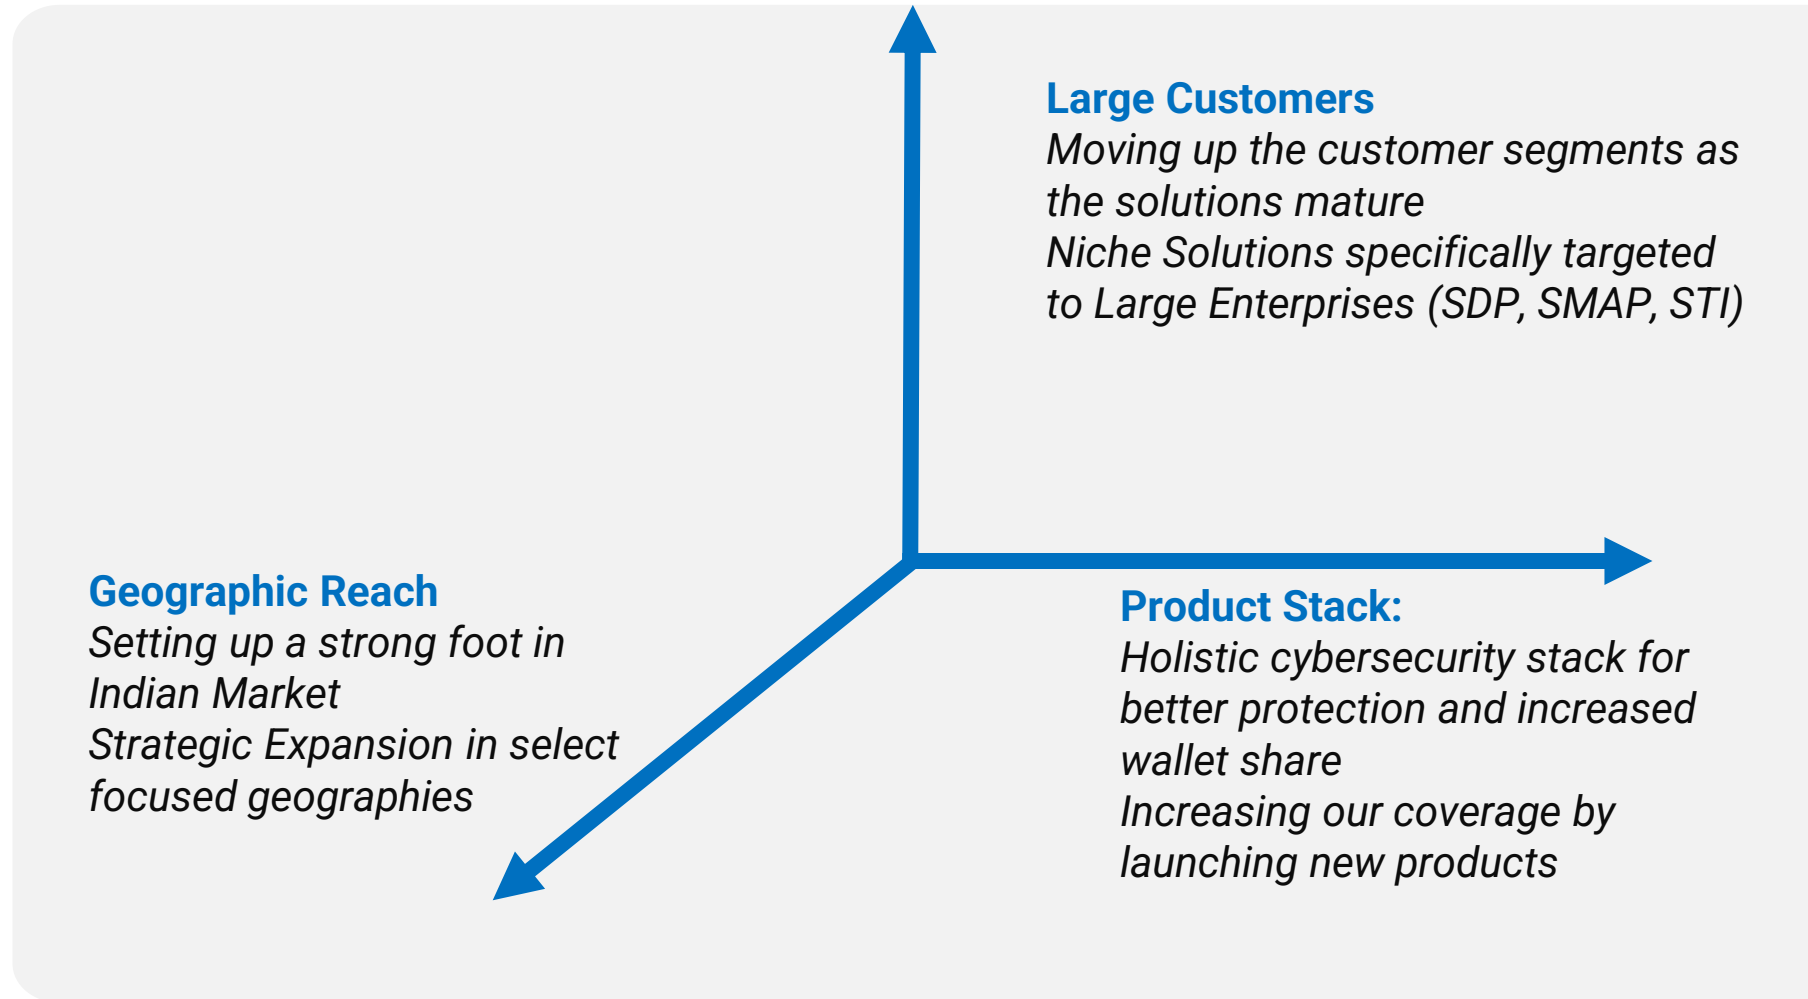 Large Customers
Moving up the customer segments as
the solutions mature
Niche Solutions specifically targeted
to Large Enterprises (SDP, SMAP, STI)
Geographic Reach
Setting up a strong foot in
Indian Market
Strategic Expansion in select
focused geographies
Product Stack:
Holistic cybersecurity stack for
better protection and increased
wallet share
Increasing our coverage by
launching new products